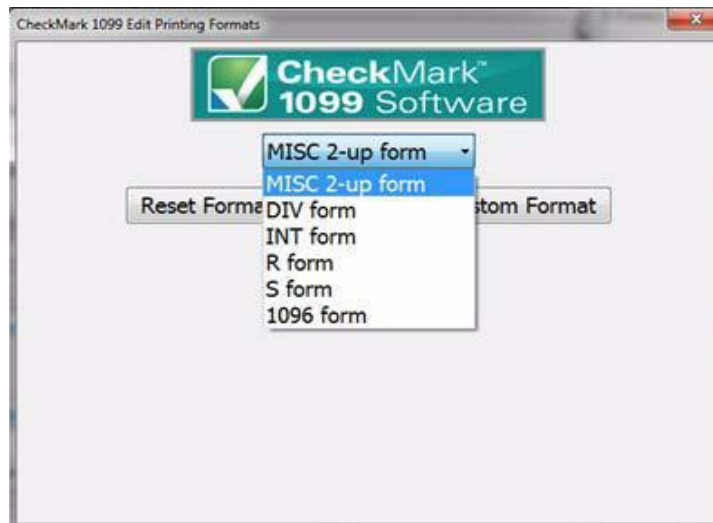 CheckMark 1099 Edit Printing Formats
CheckMark™
1099 Software
MISC 2-up form
MISC 2-up form
Reset Forma
stom Format
DIV form
INT form
R form
S form
1096 form